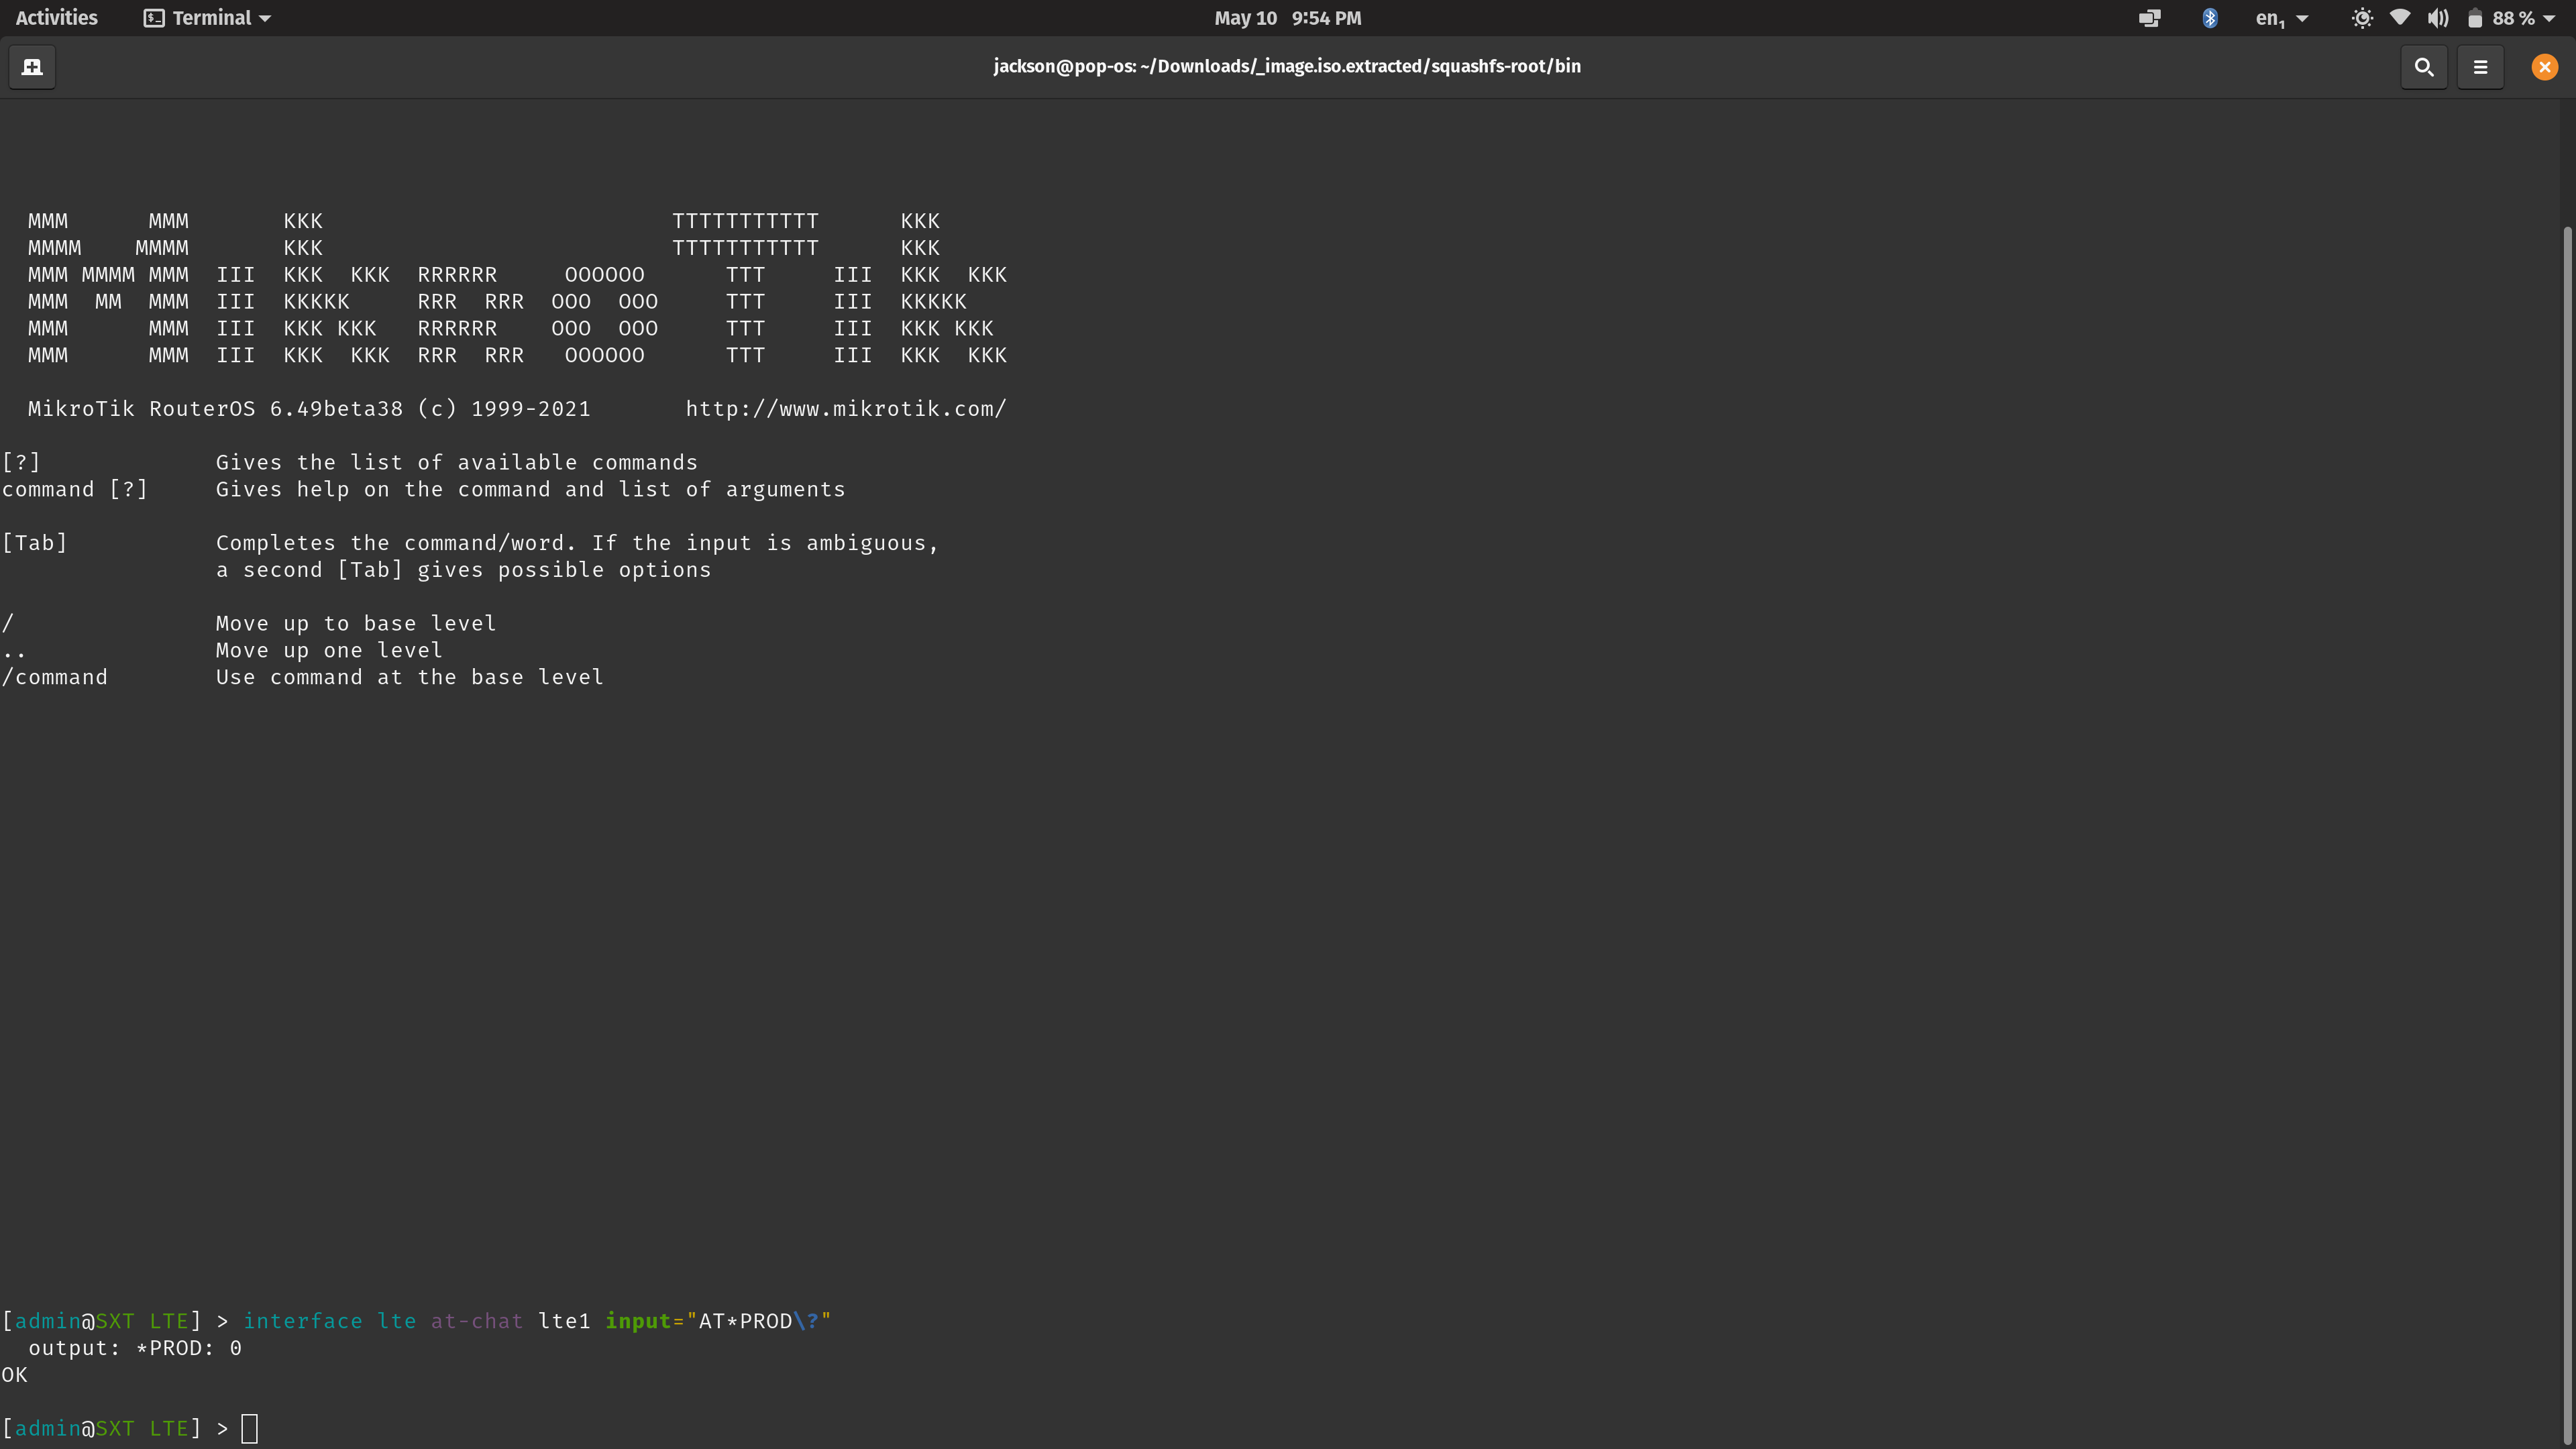 Activities Terminal May 10 9:54 PM en1 88 %
jackson@pop-os: ~/Downloads/_image.iso.extracted/squashfs-root/bin
  MMM      MMM       KKK                          TTTTTTTTTTT      KKK
  MMMM    MMMM       KKK                          TTTTTTTTTTT      KKK
  MMM MMMM MMM  III  KKK  KKK  RRRRRR     OOOOOO      TTT     III  KKK  KKK
  MMM  MM  MMM  III  KKKKK     RRR  RRR  OOO  OOO     TTT     III  KKKKK
  MMM      MMM  III  KKK KKK   RRRRRR    OOO  OOO     TTT     III  KKK KKK
  MMM      MMM  III  KKK  KKK  RRR  RRR   OOOOOO      TTT     III  KKK  KKK
  MikroTik RouterOS 6.49beta38 (c) 1999-2021       http://www.mikrotik.com/
[?]             Gives the list of available commands
command [?]     Gives help on the command and list of arguments
[Tab]           Completes the command/word. If the input is ambiguous,
                a second [Tab] gives possible options
/               Move up to base level
..              Move up one level
/command        Use command at the base level
[admin@SXT LTE] > interface lte at-chat lte1 input="AT*PROD\?"
  output: *PROD: 0
OK
[admin@SXT LTE] >